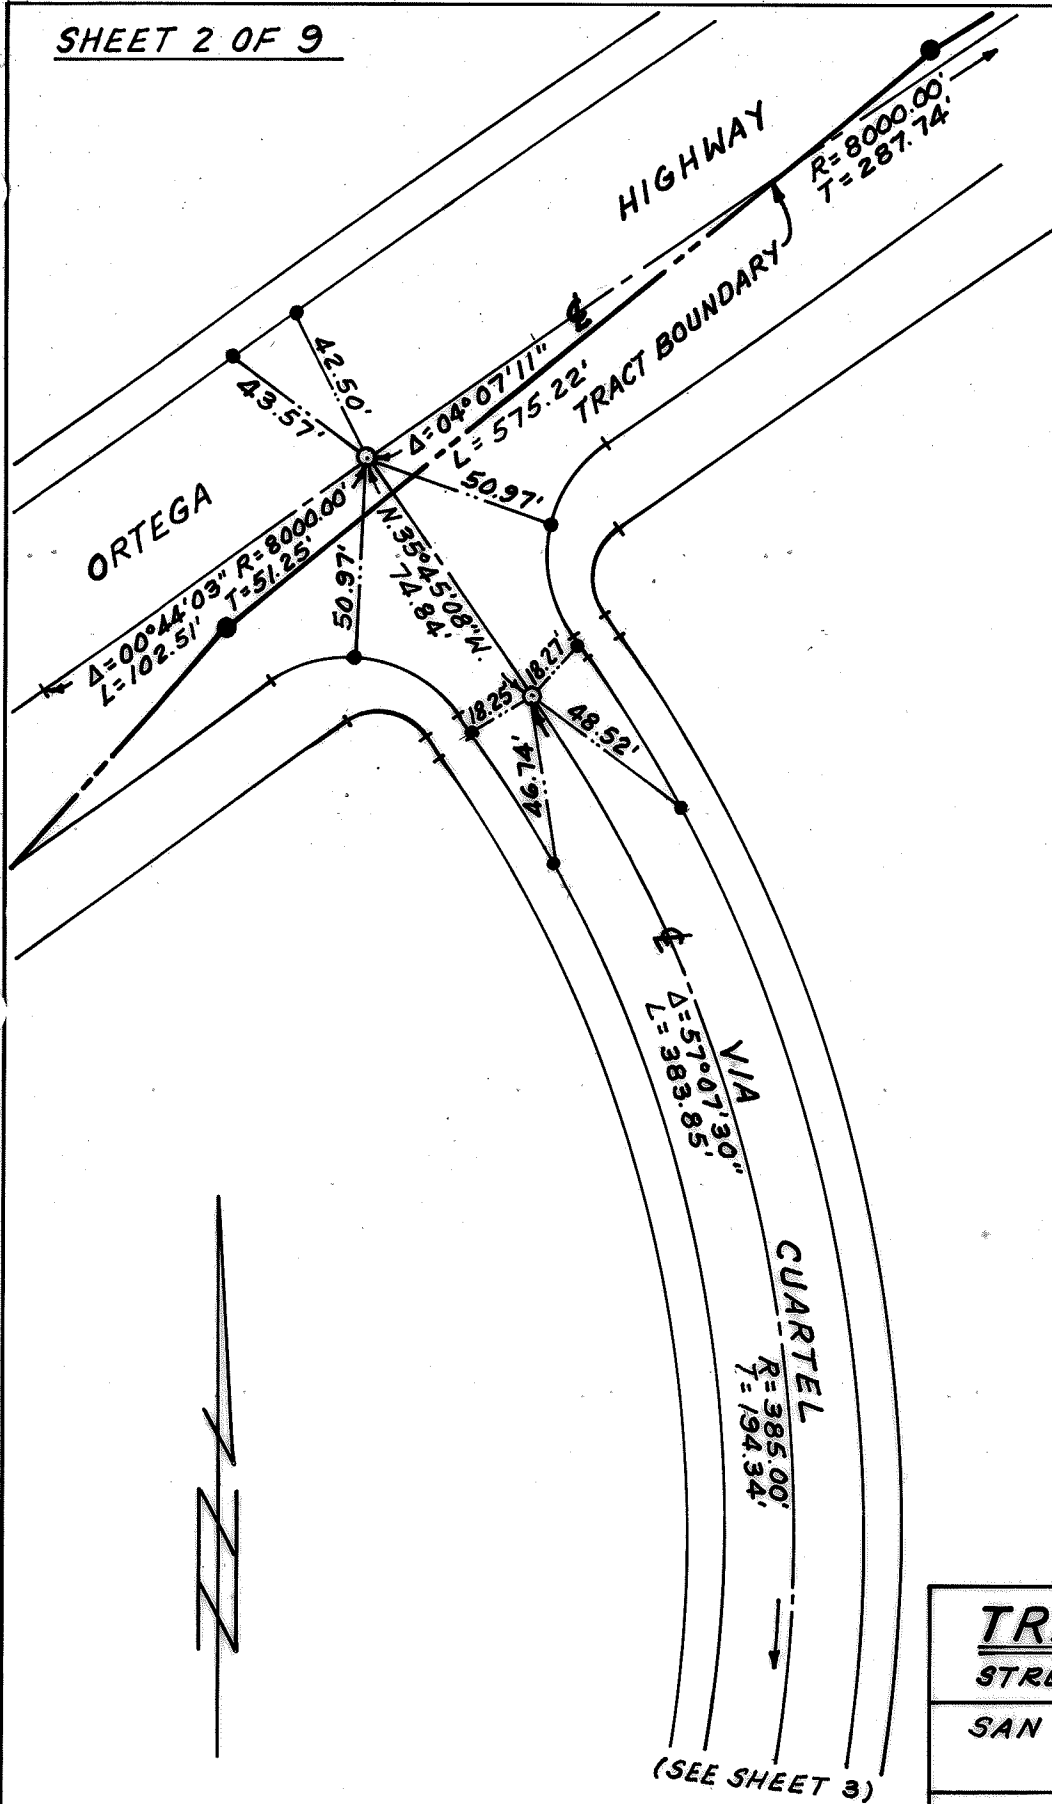 SHEET 2 OF 9
HIGHWAY
R=8000.00'
T=287.74'
TRACT BOUNDARY
℄
42.50'
43.57'
Δ=04°07'11"
L=575.22'
50.97'
ORTEGA
Δ=00°44'03" R=8000.00'
L=102.51' T=51.25'
50.97'
N.35°45'08"W.
74.84'
18.25'
18.27'
48.52'
46.74'
℄
Δ=57°07'30"
L=383.85'
VIA
CUARTEL
R=385.00'
T=194.34'
(SEE SHEET 3)
SAN